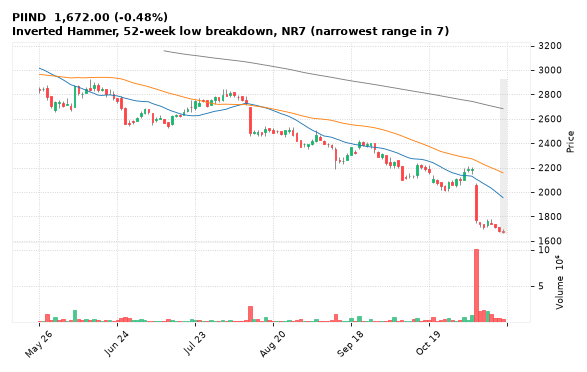 PIIND 1,672.00 (-0.48%)
Inverted Hammer, 52-week low breakdown, NR7 (narrowest range in 7)
3200
3000
2800
2600
2400
2200
2000
1800
1600
Price
10
5
Volume 10⁶
May 26
Jun 24
Jul 23
Aug 20
Sep 18
Oct 19